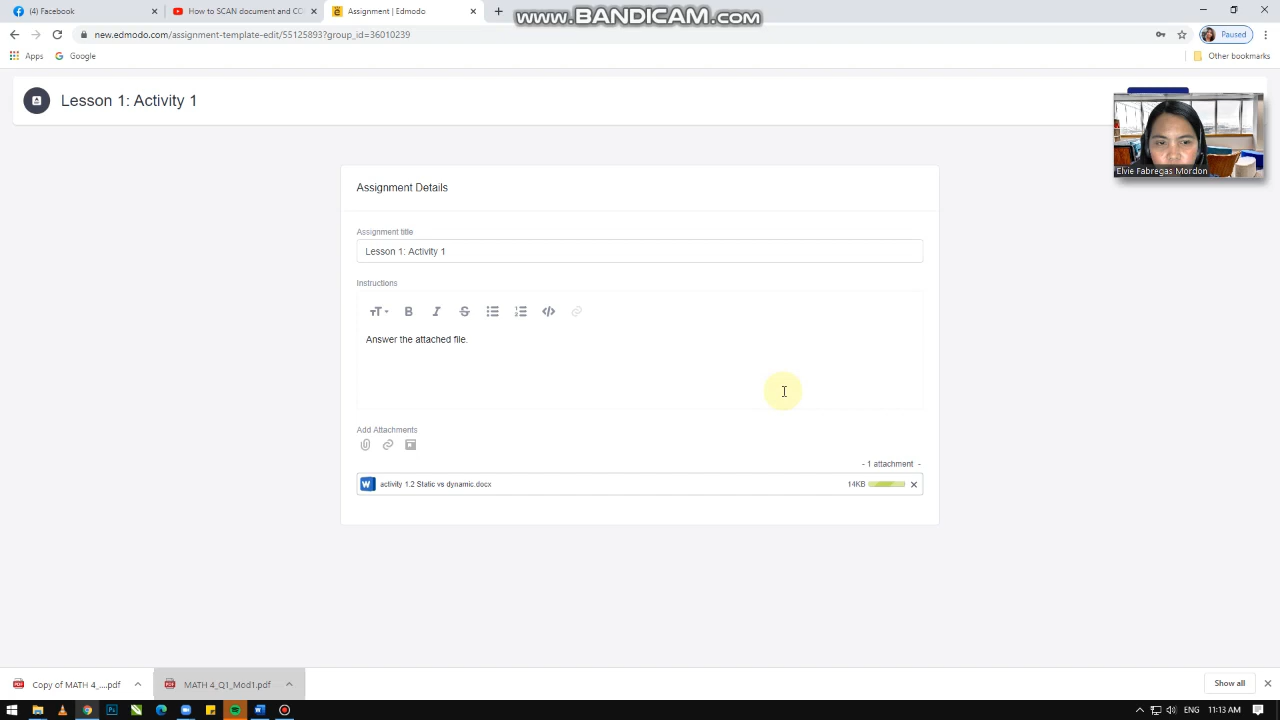 (4) Facebook
How to SCAN document and CO
Assignment | Edmodo
www.BANDICAM.com
new.edmodo.com/assignment-template-edit/55125893?group_id=36010239
Paused
Apps
Google
Other bookmarks
Lesson 1: Activity 1
Elvie Fabregas Mordon
Assignment Details
Assignment title
Lesson 1: Activity 1
Instructions
Answer the attached file.
Add Attachments
- 1 attachment -
activity 1.2 Static vs dynamic.docx
14KB
Copy of MATH 4_....pdf
MATH 4_Q1_Mod1.pdf
Show all
ENG
11:13 AM